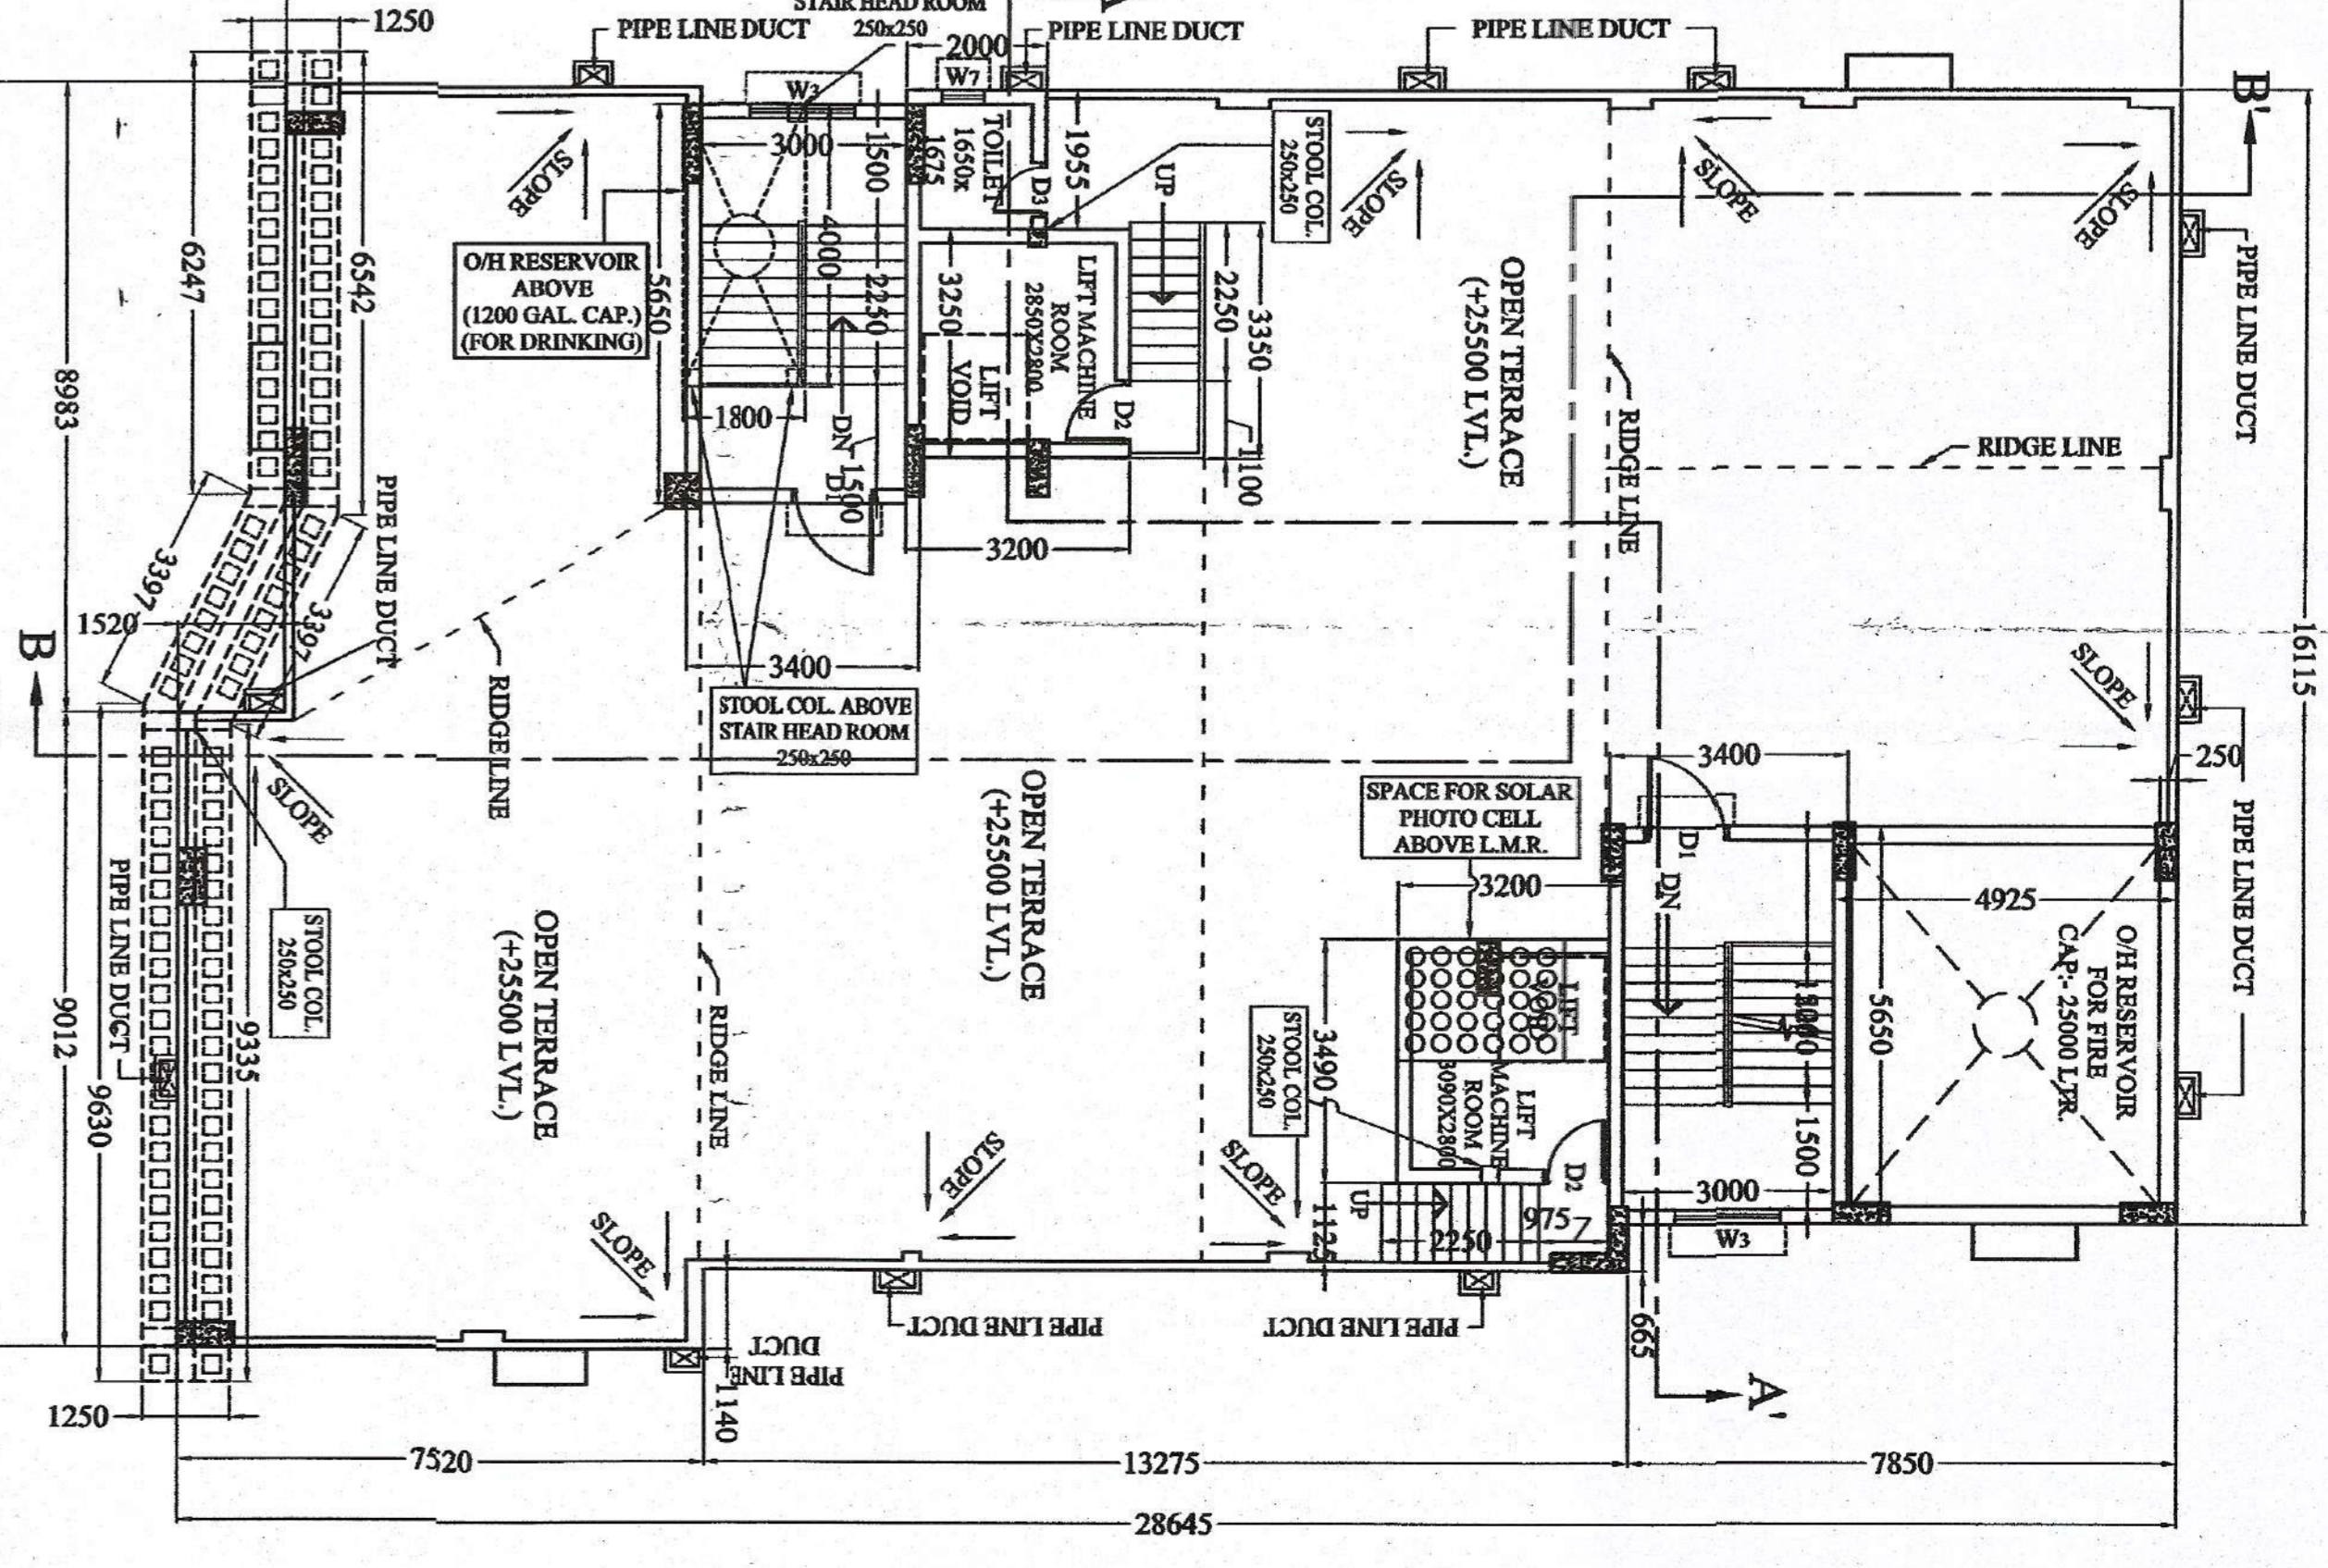 STAIR HEAD ROOM
250x250
1250
PIPE LINE DUCT
2000
PIPE LINE DUCT
PIPE LINE DUCT
W3
W7
B'
3000
1500
TOILET
1650x
1675
D3
1955
UP
STOOL COL.
250x250
SLOPE
SLOPE
SLOPE
SLOPE
6247
6542
8983
O/H RESERVOIR
ABOVE
(1200 GAL. CAP.)
(FOR DRINKING)
5650
4000
2250
3250
LIFT MACHINE
ROOM
2850X2800
LIFT
VOID
2250
3350
1100
D2
1800
DN
1500
D1
OPEN TERRACE
(+25500 LVL.)
RIDGE LINE
RIDGE LINE
PIPE LINE DUCT
16115
3397
3397
1520
PIPE LINE DUCT
3200
3400
B
RIDGE LINE
STOOL COL. ABOVE
STAIR HEAD ROOM
250x250
SLOPE
SLOPE
250
3400
SPACE FOR SOLAR
PHOTO CELL
ABOVE L.M.R.
D1
DN
3200
4925
PIPE LINE DUCT
O/H RESERVOIR
FOR FIRE
CAP:- 25000 LTR.
5650
PIPE LINE DUCT
STOOL COL.
250x250
9012
9630
9335
OPEN TERRACE
(+25500 LVL.)
OPEN TERRACE
(+25500 LVL.)
RIDGE LINE
STOOL COL.
250x250
3490
LIFT
VOID
LIFT
MACHINE
ROOM
3090X2800
D2
1500
3000
W3
SLOPE
SLOPE
SLOPE
UP
975
2250
1125
PIPE LINE DUCT
PIPE LINE DUCT
PIPE LINE
DUCT
665
1140
A'
1250
7520
13275
7850
28645